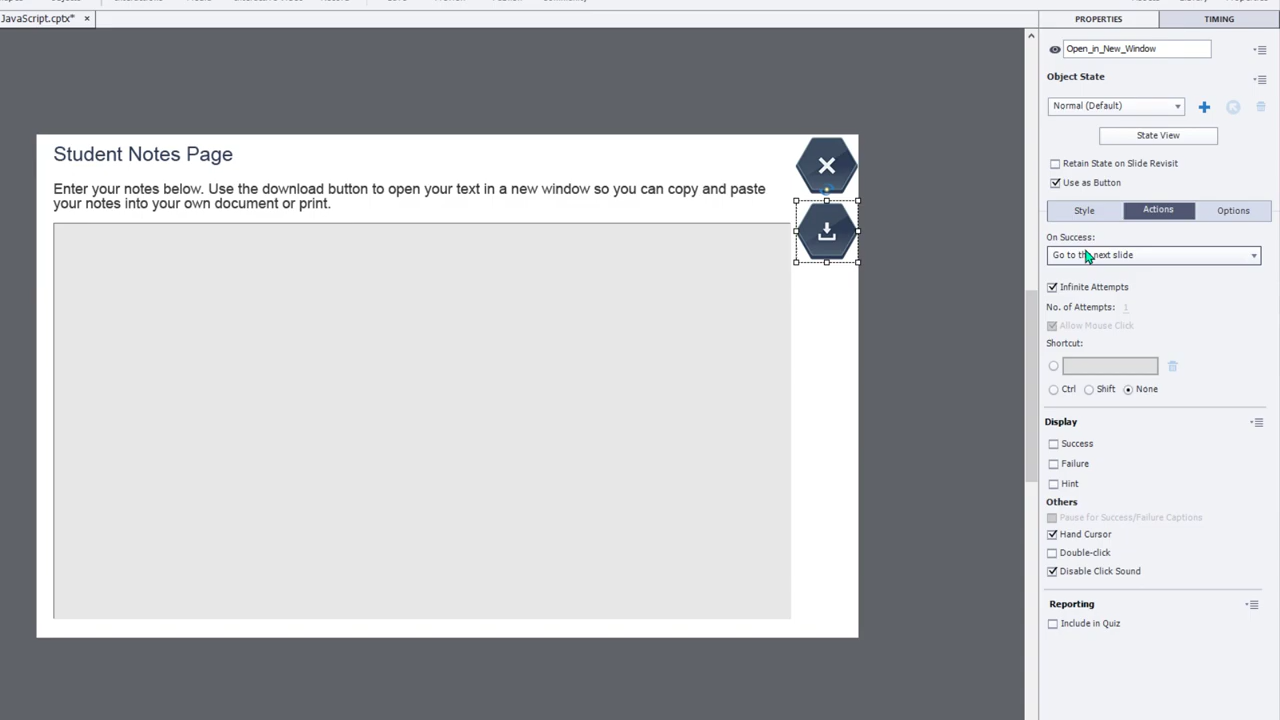 JavaScript.cptx*
PROPERTIES
TIMING
Open_in_New_Window
Object State
Normal (Default)
State View
Retain State on Slide Revisit
Use as Button
Style
Actions
Options
On Success:
Go to the next slide
Infinite Attempts
No. of Attempts: 1
Allow Mouse Click
Shortcut:
Ctrl
Shift
None
Display
Success
Failure
Hint
Others
Pause for Success/Failure Captions
Hand Cursor
Double-click
Disable Click Sound
Reporting
Include in Quiz
Student Notes Page
Enter your notes below. Use the download button to open your text in a new window so you can copy and paste
your notes into your own document or print.